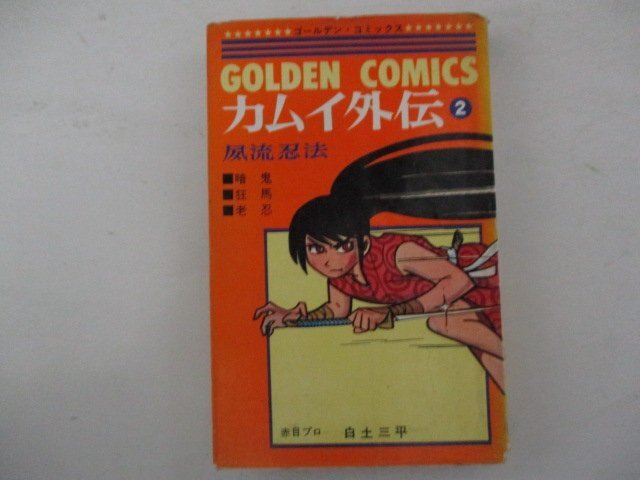 ゴールデン・コミックス
GOLDEN COMICS
カムイ外伝 2
夙流忍法
■暗鬼
■狂馬
■老忍
赤目プロ 白土三平